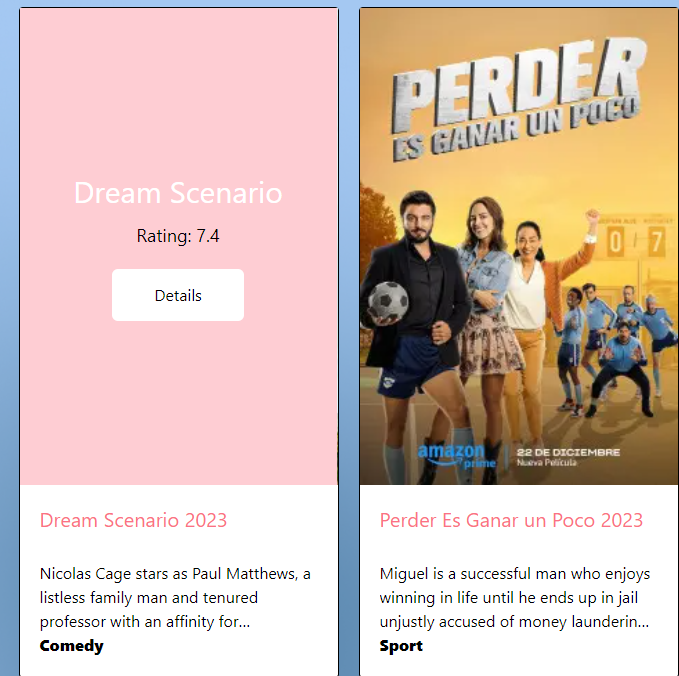 Dream Scenario
Rating: 7.4
Details
Dream Scenario 2023
Nicolas Cage stars as Paul Matthews, a
listless family man and tenured
professor with an affinity for...
Comedy
PERDER
ES GANAR UN POCO
0 / 7
amazon
prime
22 DE DICIEMBRE
Nueva Película
Perder Es Ganar un Poco 2023
Miguel is a successful man who enjoys
winning in life until he ends up in jail
unjustly accused of money launderin...
Sport